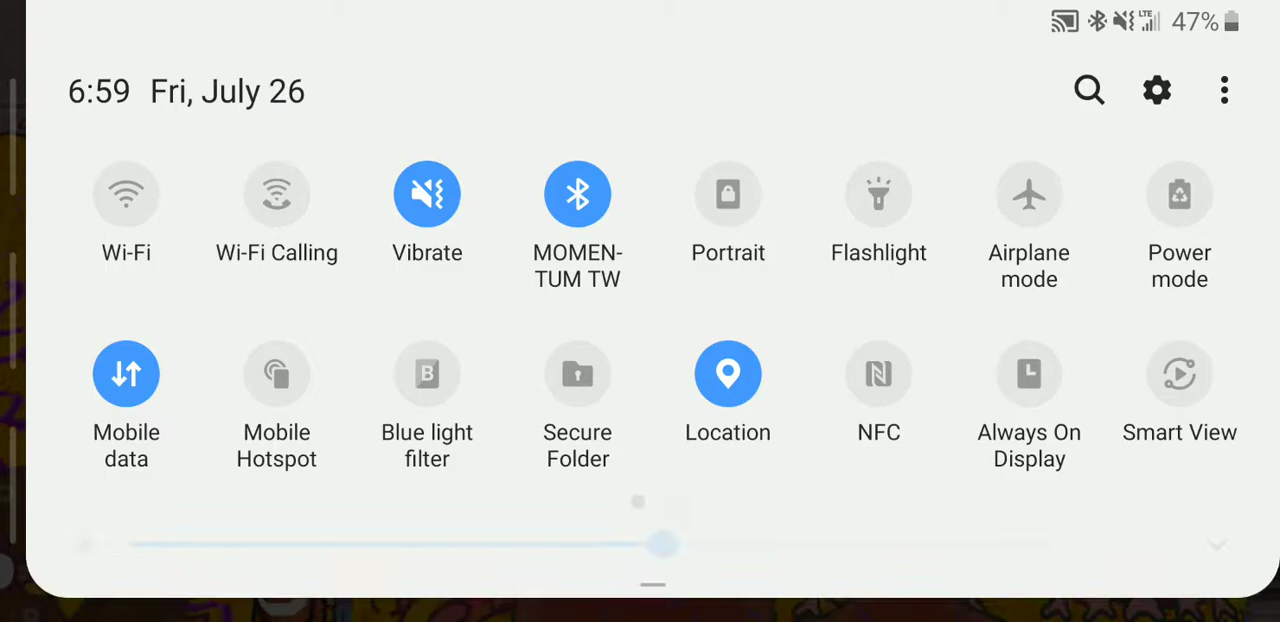 LTE 47%
6:59 Fri, July 26
Wi-Fi Wi-Fi Calling Vibrate MOMEN- Portrait Flashlight Airplane Power
TUM TW mode mode
B
Mobile Mobile Blue light Secure Location NFC Always On Smart View
data Hotspot filter Folder Display